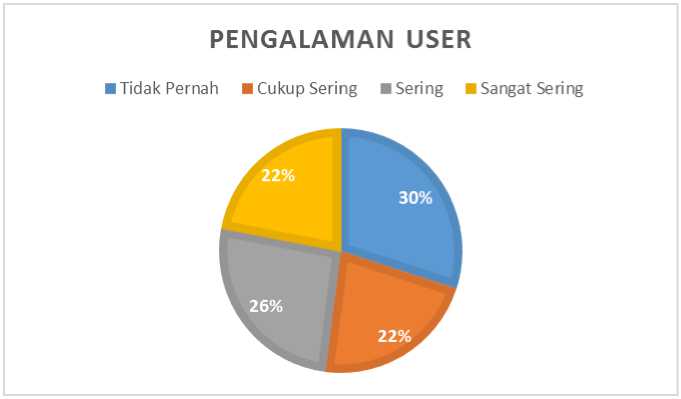 PENGALAMAN USER
Tidak Pernah Cukup Sering Sering Sangat Sering
22%
30%
26%
22%